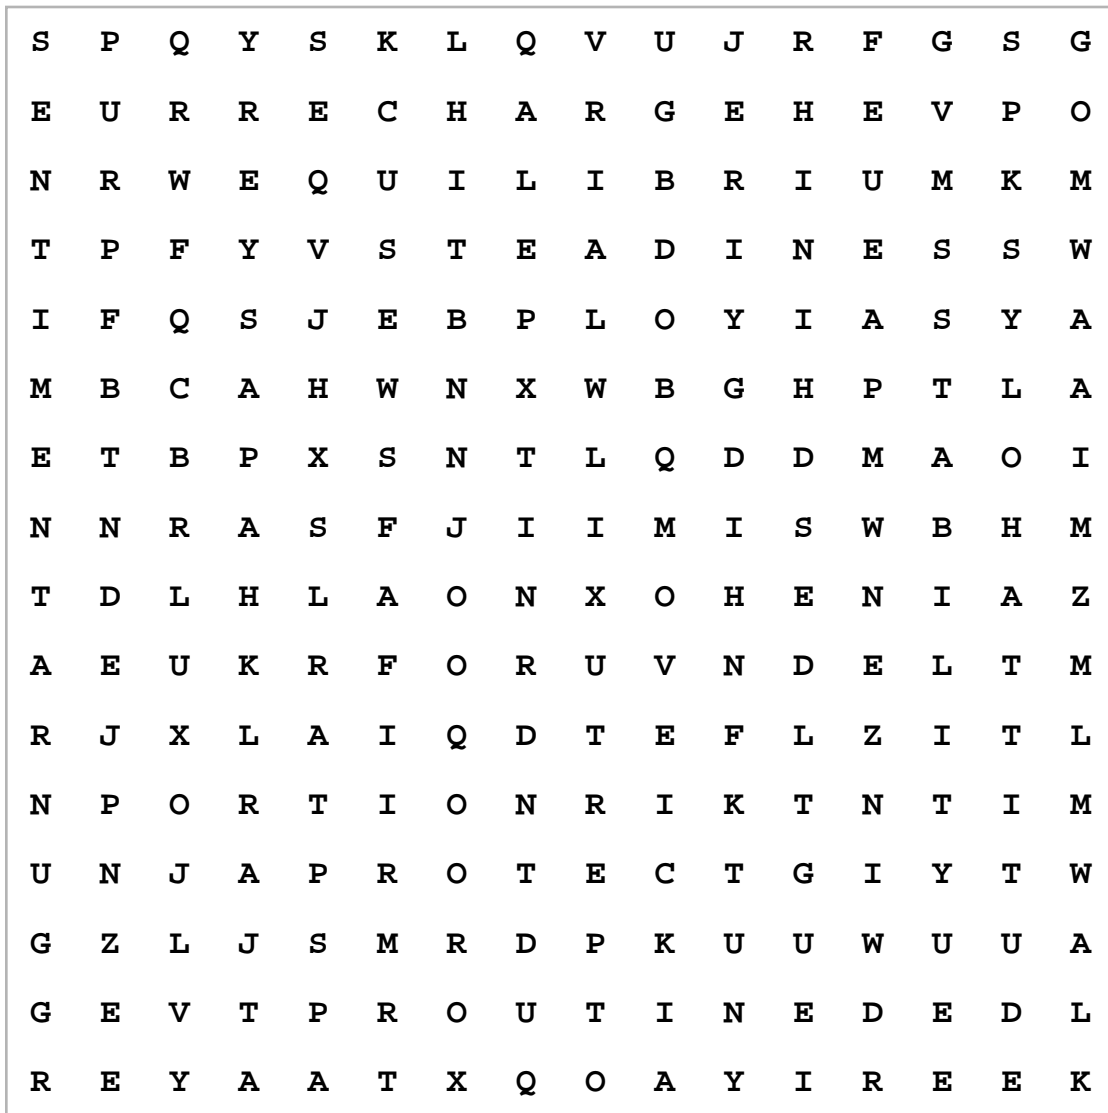 S P Q Y S K L Q V U J R F G S G
E U R R E C H A R G E H E V P O
N R W E Q U I L I B R I U M K M
T P F Y V S T E A D I N E S S W
I F Q S J E B P L O Y I A S Y A
M B C A H W N X W B G H P T L A
E T B P X S N T L Q D D M A O I
N N R A S F J I I M I S W B H M
T D L H L A O N X O H E N I A Z
A E U K R F O R U V N D E L T M
R J X L A I Q D T E F L Z I T L
N P O R T I O N R I K T N T I M
U N J A P R O T E C T G I Y T W
G Z L J S M R D P K U U W U U A
G E V T P R O U T I N E D E D L
R E Y A A T X Q O A Y I R E E K